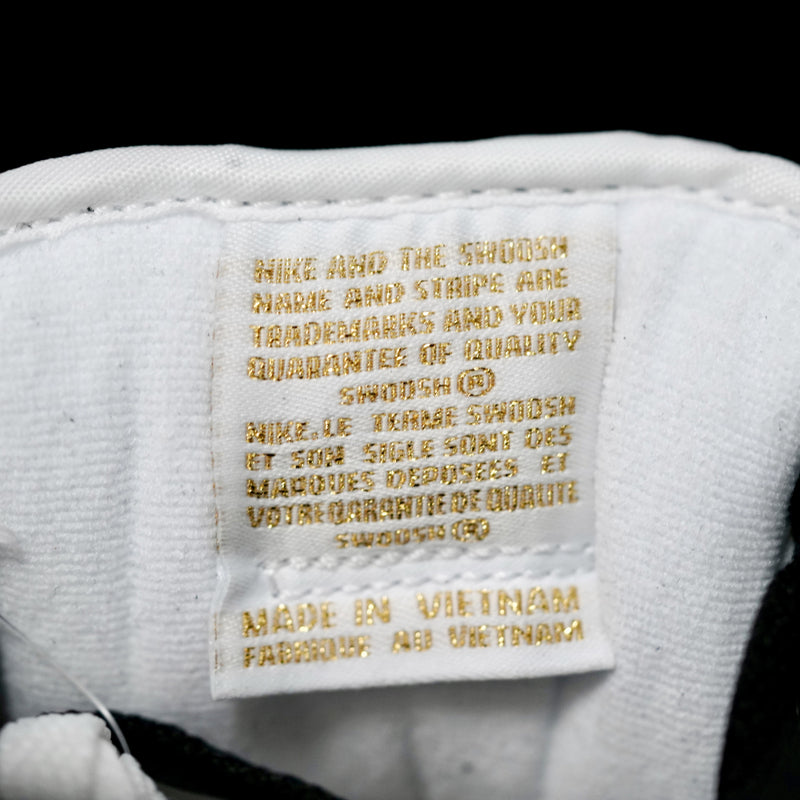 NIKE AND THE SWOOSH
NAME AND STRIPE ARE
TRADEMARKS AND YOUR
GUARANTEE OF QUALITY
SWOOSH ®
NIKE.LE TERME SWOOSH
ET SON SIGLE SONT DES
MARQUES DEPOSEES ET
VOTRE GARANTIE DE QUALITE
SWOOSH ®
MADE IN VIETNAM
FABRIQUE AU VIETNAM